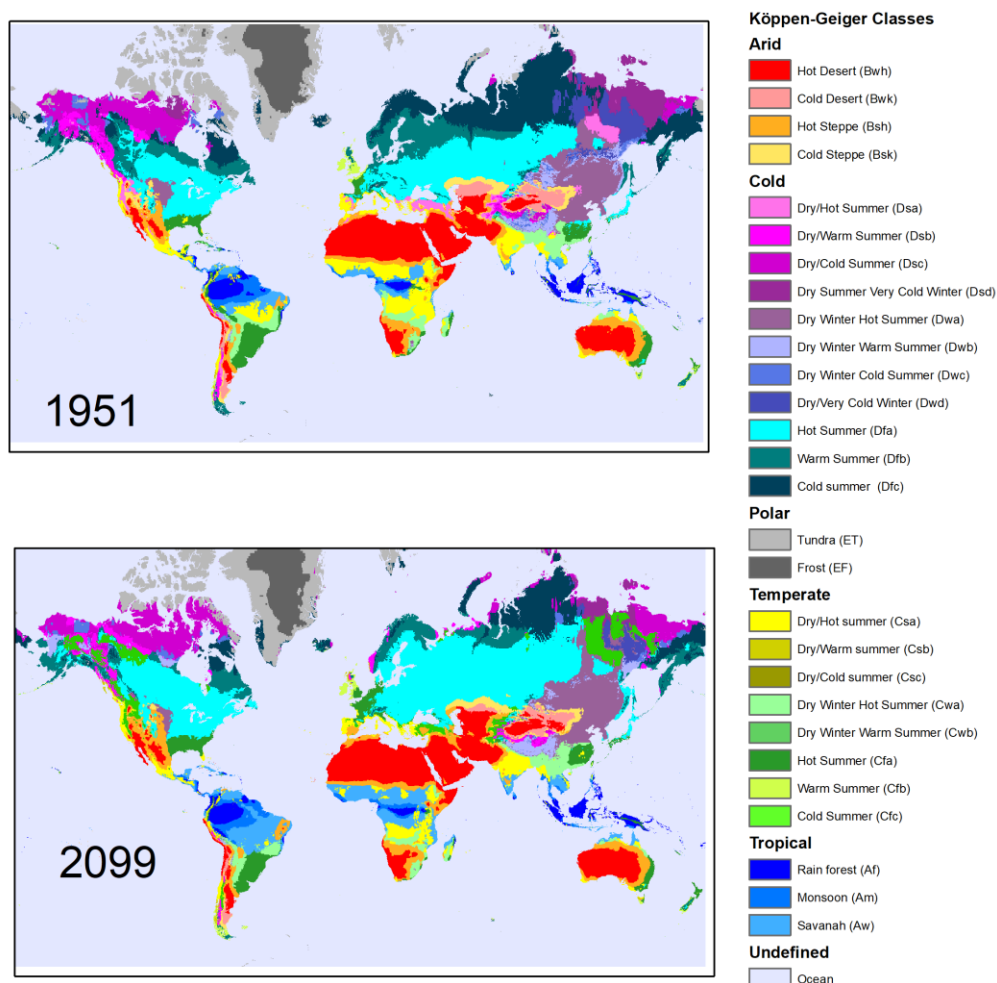 Köppen-Geiger Classes
Arid
Hot Desert (Bwh)
Cold Desert (Bwk)
Hot Steppe (Bsh)
Cold Steppe (Bsk)
Cold
Dry/Hot Summer (Dsa)
Dry/Warm Summer (Dsb)
Dry/Cold Summer (Dsc)
Dry Summer Very Cold Winter (Dsd)
Dry Winter Hot Summer (Dwa)
Dry Winter Warm Summer (Dwb)
Dry Winter Cold Summer (Dwc)
Dry/Very Cold Winter (Dwd)
Hot Summer (Dfa)
Warm Summer (Dfb)
Cold summer (Dfc)
Polar
Tundra (ET)
Frost (EF)
Temperate
Dry/Hot summer (Csa)
Dry/Warm summer (Csb)
Dry/Cold summer (Csc)
Dry Winter Hot Summer (Cwa)
Dry Winter Warm Summer (Cwb)
Hot Summer (Cfa)
Warm Summer (Cfb)
Cold Summer (Cfc)
Tropical
Rain forest (Af)
Monsoon (Am)
Savanah (Aw)
Undefined
Ocean
1951
2099